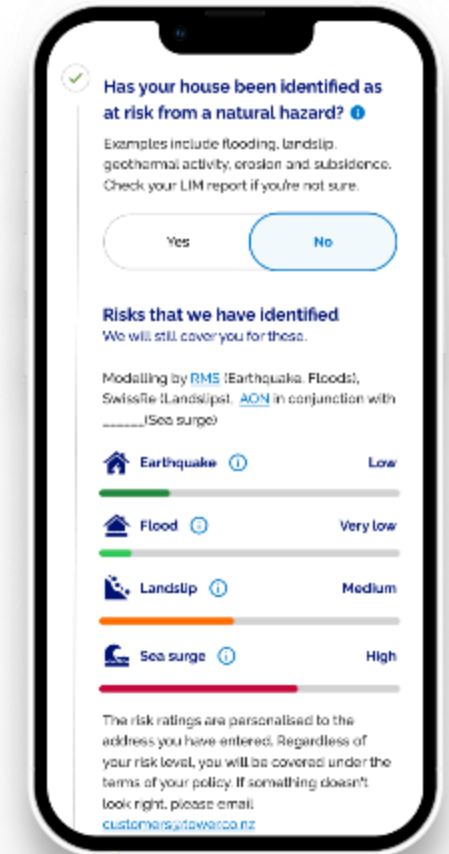 Has your house been identified as
at risk from a natural hazard?
Examples include flooding, landslip,
geothermal activity, erosion and subsidence.
Check your LIM report if you're not sure.
Yes No
Risks that we have identified
We will still cover you for these.
Modelling by RMS (Earthquake, Floods),
SwissRe (Landslips), AON in conjunction with
______(Sea surge)
Earthquake Low
Flood Very low
Landslip Medium
Sea surge High
The risk ratings are personalised to the
address you have entered. Regardless of
your risk level, you will be covered under the
terms of your policy. If something doesn't
look right, please email
customers@tower.co.nz